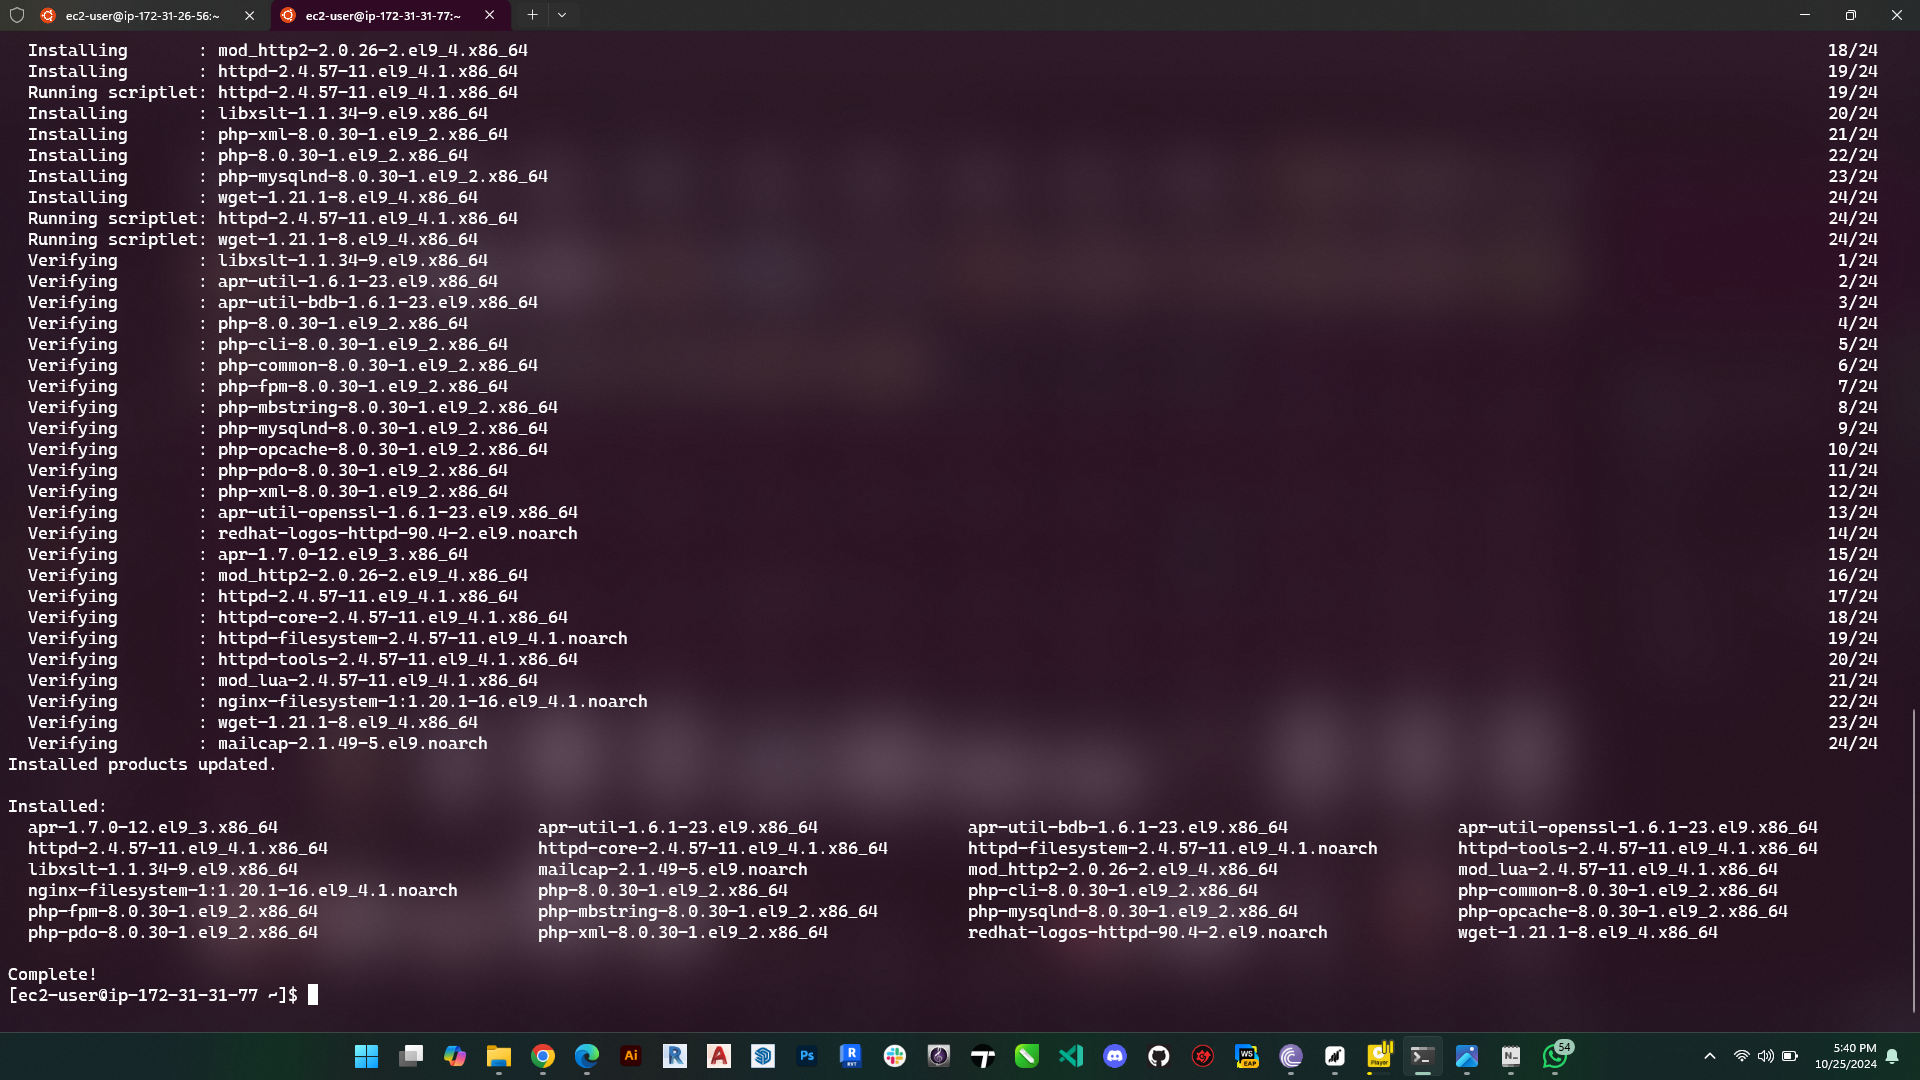 ec2-user@ip-172-31-26-56:~
ec2-user@ip-172-31-31-77:~
Installing : mod_http2-2.0.26-2.el9_4.x86_64 18/24
Installing : httpd-2.4.57-11.el9_4.1.x86_64 19/24
Running scriptlet: httpd-2.4.57-11.el9_4.1.x86_64 19/24
Installing : libxslt-1.1.34-9.el9.x86_64 20/24
Installing : php-xml-8.0.30-1.el9_2.x86_64 21/24
Installing : php-8.0.30-1.el9_2.x86_64 22/24
Installing : php-mysqlnd-8.0.30-1.el9_2.x86_64 23/24
Installing : wget-1.21.1-8.el9_4.x86_64 24/24
Running scriptlet: httpd-2.4.57-11.el9_4.1.x86_64 24/24
Running scriptlet: wget-1.21.1-8.el9_4.x86_64 24/24
Verifying : libxslt-1.1.34-9.el9.x86_64 1/24
Verifying : apr-util-1.6.1-23.el9.x86_64 2/24
Verifying : apr-util-bdb-1.6.1-23.el9.x86_64 3/24
Verifying : php-8.0.30-1.el9_2.x86_64 4/24
Verifying : php-cli-8.0.30-1.el9_2.x86_64 5/24
Verifying : php-common-8.0.30-1.el9_2.x86_64 6/24
Verifying : php-fpm-8.0.30-1.el9_2.x86_64 7/24
Verifying : php-mbstring-8.0.30-1.el9_2.x86_64 8/24
Verifying : php-mysqlnd-8.0.30-1.el9_2.x86_64 9/24
Verifying : php-opcache-8.0.30-1.el9_2.x86_64 10/24
Verifying : php-pdo-8.0.30-1.el9_2.x86_64 11/24
Verifying : php-xml-8.0.30-1.el9_2.x86_64 12/24
Verifying : apr-util-openssl-1.6.1-23.el9.x86_64 13/24
Verifying : redhat-logos-httpd-90.4-2.el9.noarch 14/24
Verifying : apr-1.7.0-12.el9_3.x86_64 15/24
Verifying : mod_http2-2.0.26-2.el9_4.x86_64 16/24
Verifying : httpd-2.4.57-11.el9_4.1.x86_64 17/24
Verifying : httpd-core-2.4.57-11.el9_4.1.x86_64 18/24
Verifying : httpd-filesystem-2.4.57-11.el9_4.1.noarch 19/24
Verifying : httpd-tools-2.4.57-11.el9_4.1.x86_64 20/24
Verifying : mod_lua-2.4.57-11.el9_4.1.x86_64 21/24
Verifying : nginx-filesystem-1:1.20.1-16.el9_4.1.noarch 22/24
Verifying : wget-1.21.1-8.el9_4.x86_64 23/24
Verifying : mailcap-2.1.49-5.el9.noarch 24/24
Installed products updated.
Installed:
apr-1.7.0-12.el9_3.x86_64 apr-util-1.6.1-23.el9.x86_64 apr-util-bdb-1.6.1-23.el9.x86_64 apr-util-openssl-1.6.1-23.el9.x86_64
httpd-2.4.57-11.el9_4.1.x86_64 httpd-core-2.4.57-11.el9_4.1.x86_64 httpd-filesystem-2.4.57-11.el9_4.1.noarch httpd-tools-2.4.57-11.el9_4.1.x86_64
libxslt-1.1.34-9.el9.x86_64 mailcap-2.1.49-5.el9.noarch mod_http2-2.0.26-2.el9_4.x86_64 mod_lua-2.4.57-11.el9_4.1.x86_64
nginx-filesystem-1:1.20.1-16.el9_4.1.noarch php-8.0.30-1.el9_2.x86_64 php-cli-8.0.30-1.el9_2.x86_64 php-common-8.0.30-1.el9_2.x86_64
php-fpm-8.0.30-1.el9_2.x86_64 php-mbstring-8.0.30-1.el9_2.x86_64 php-mysqlnd-8.0.30-1.el9_2.x86_64 php-opcache-8.0.30-1.el9_2.x86_64
php-pdo-8.0.30-1.el9_2.x86_64 php-xml-8.0.30-1.el9_2.x86_64 redhat-logos-httpd-90.4-2.el9.noarch wget-1.21.1-8.el9_4.x86_64
Complete!
[ec2-user@ip-172-31-31-77 ~]$
Ai R A Ps R RVT WS EAP Player N 54
5:40 PM
10/25/2024